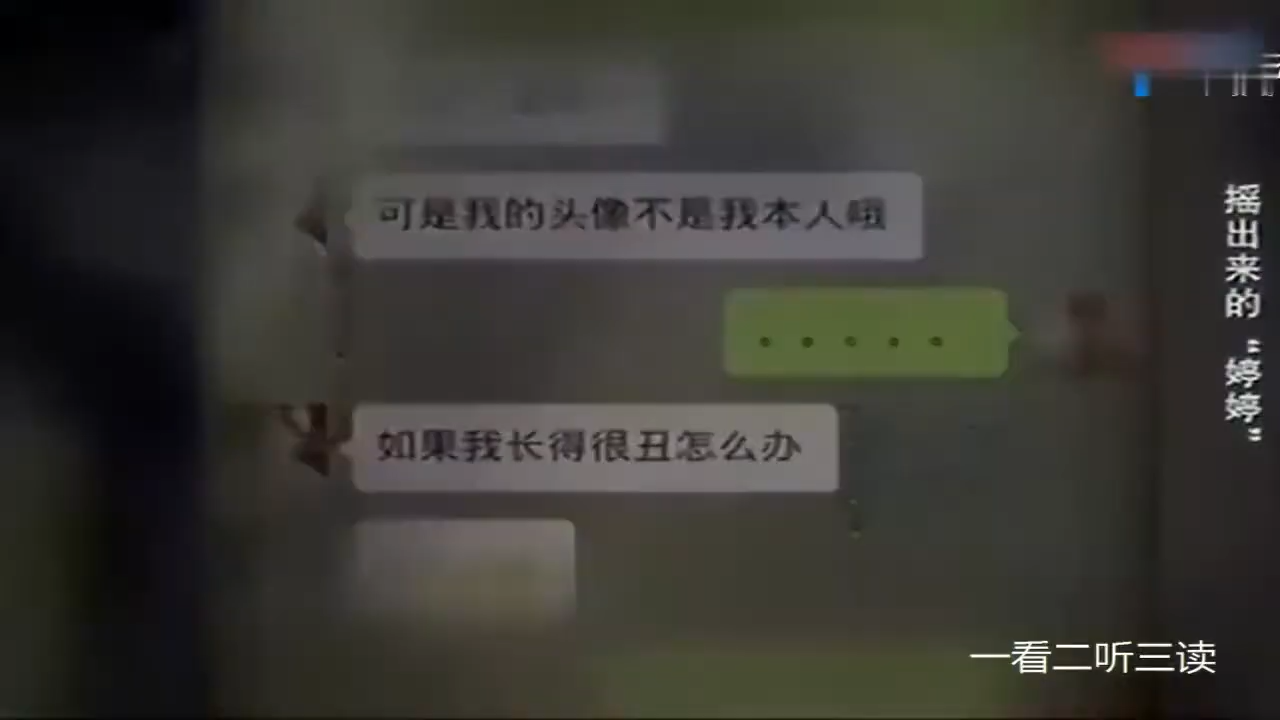 可是我的头像不是我本人哦
.....
如果我长得很丑怎么办
摇出来的“婷婷”
一看二听三读